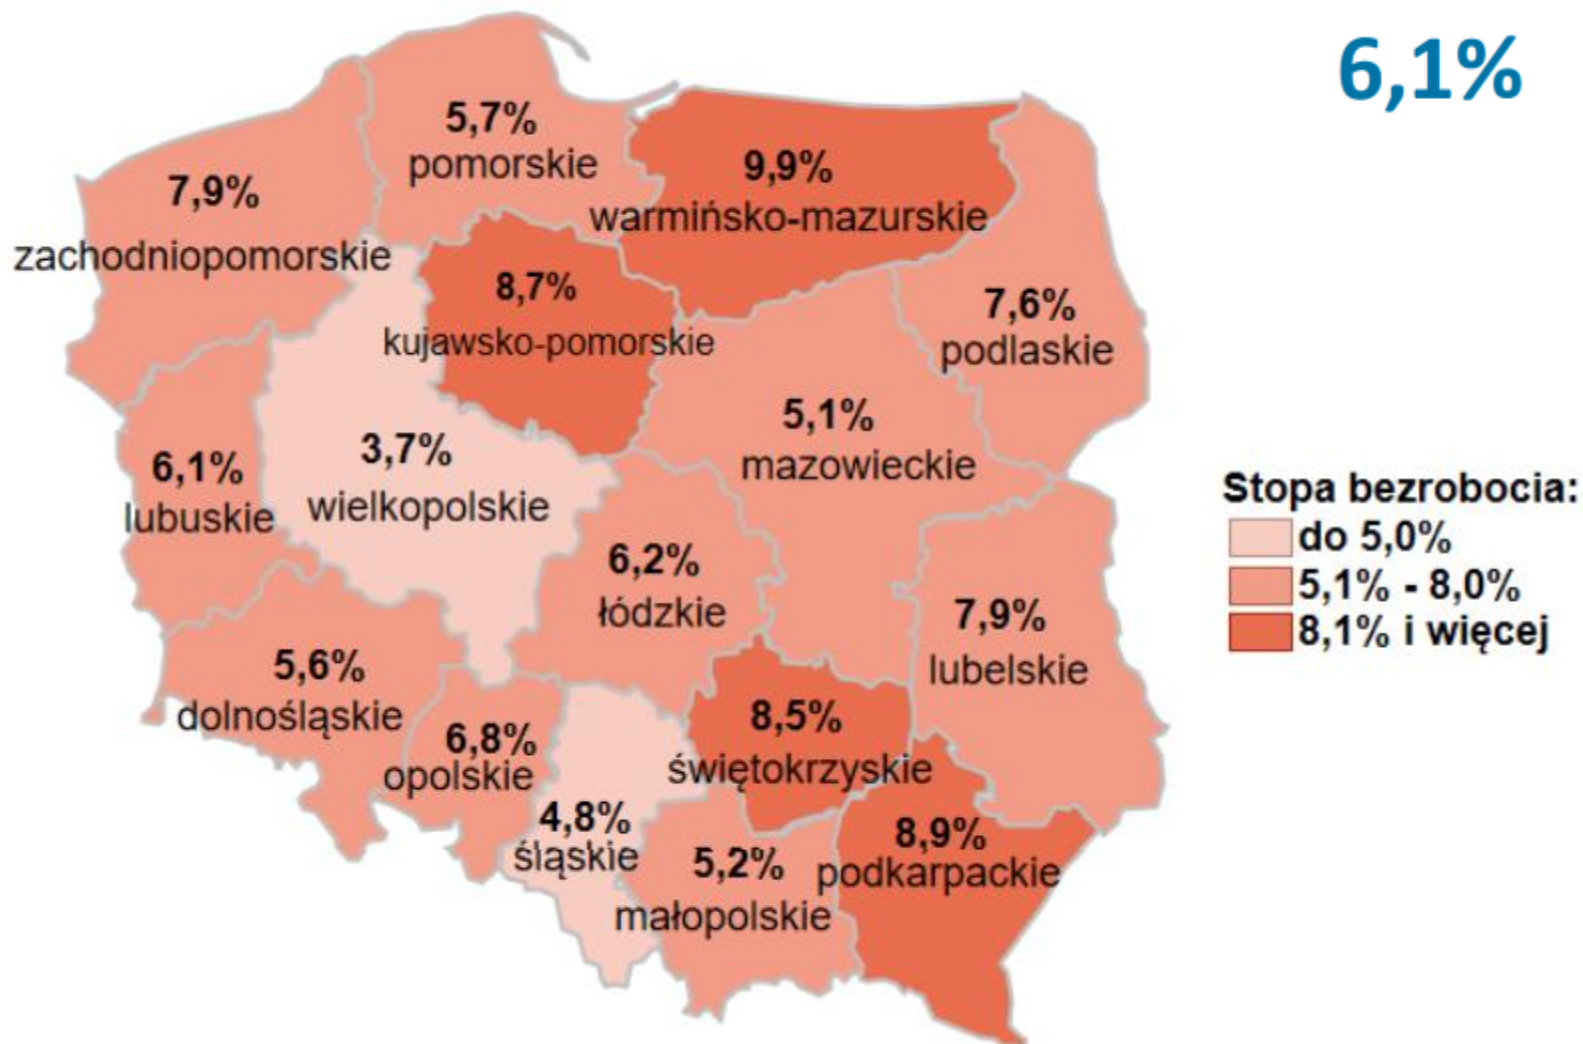 6,1%
5,7%
pomorskie
9,9%
warmińsko-mazurskie
7,9%
zachodniopomorskie
8,7%
kujawsko-pomorskie
7,6%
podlaskie
5,1%
mazowieckie
3,7%
wielkopolskie
6,1%
lubuskie
6,2%
łódzkie
7,9%
lubelskie
5,6%
dolnośląskie
6,8%
opolskie
8,5%
świętokrzyskie
4,8%
śląskie
5,2%
małopolskie
8,9%
podkarpackie
Stopa bezrobocia:
do 5,0%
5,1% - 8,0%
8,1% i więcej